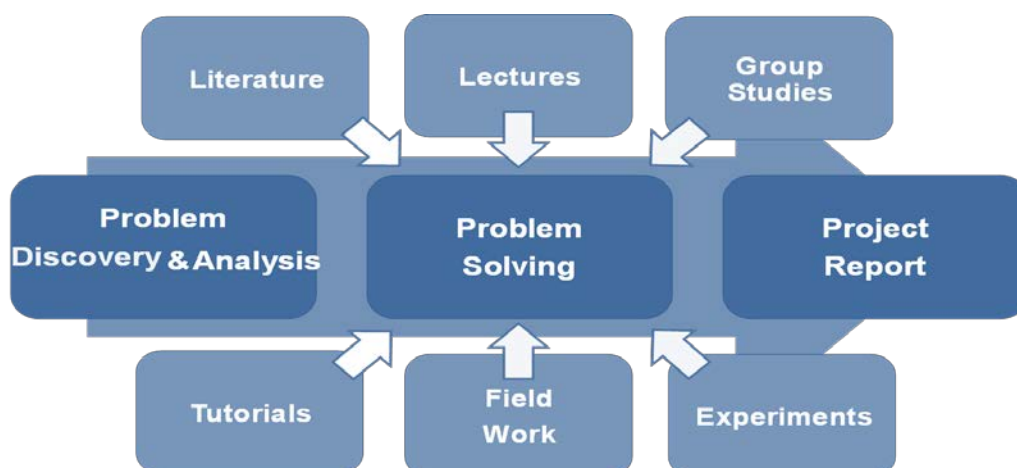 Literature
Lectures
Group
Studies
Problem
Discovery & Analysis
Problem
Solving
Project
Report
Tutorials
Field
Work
Experiments